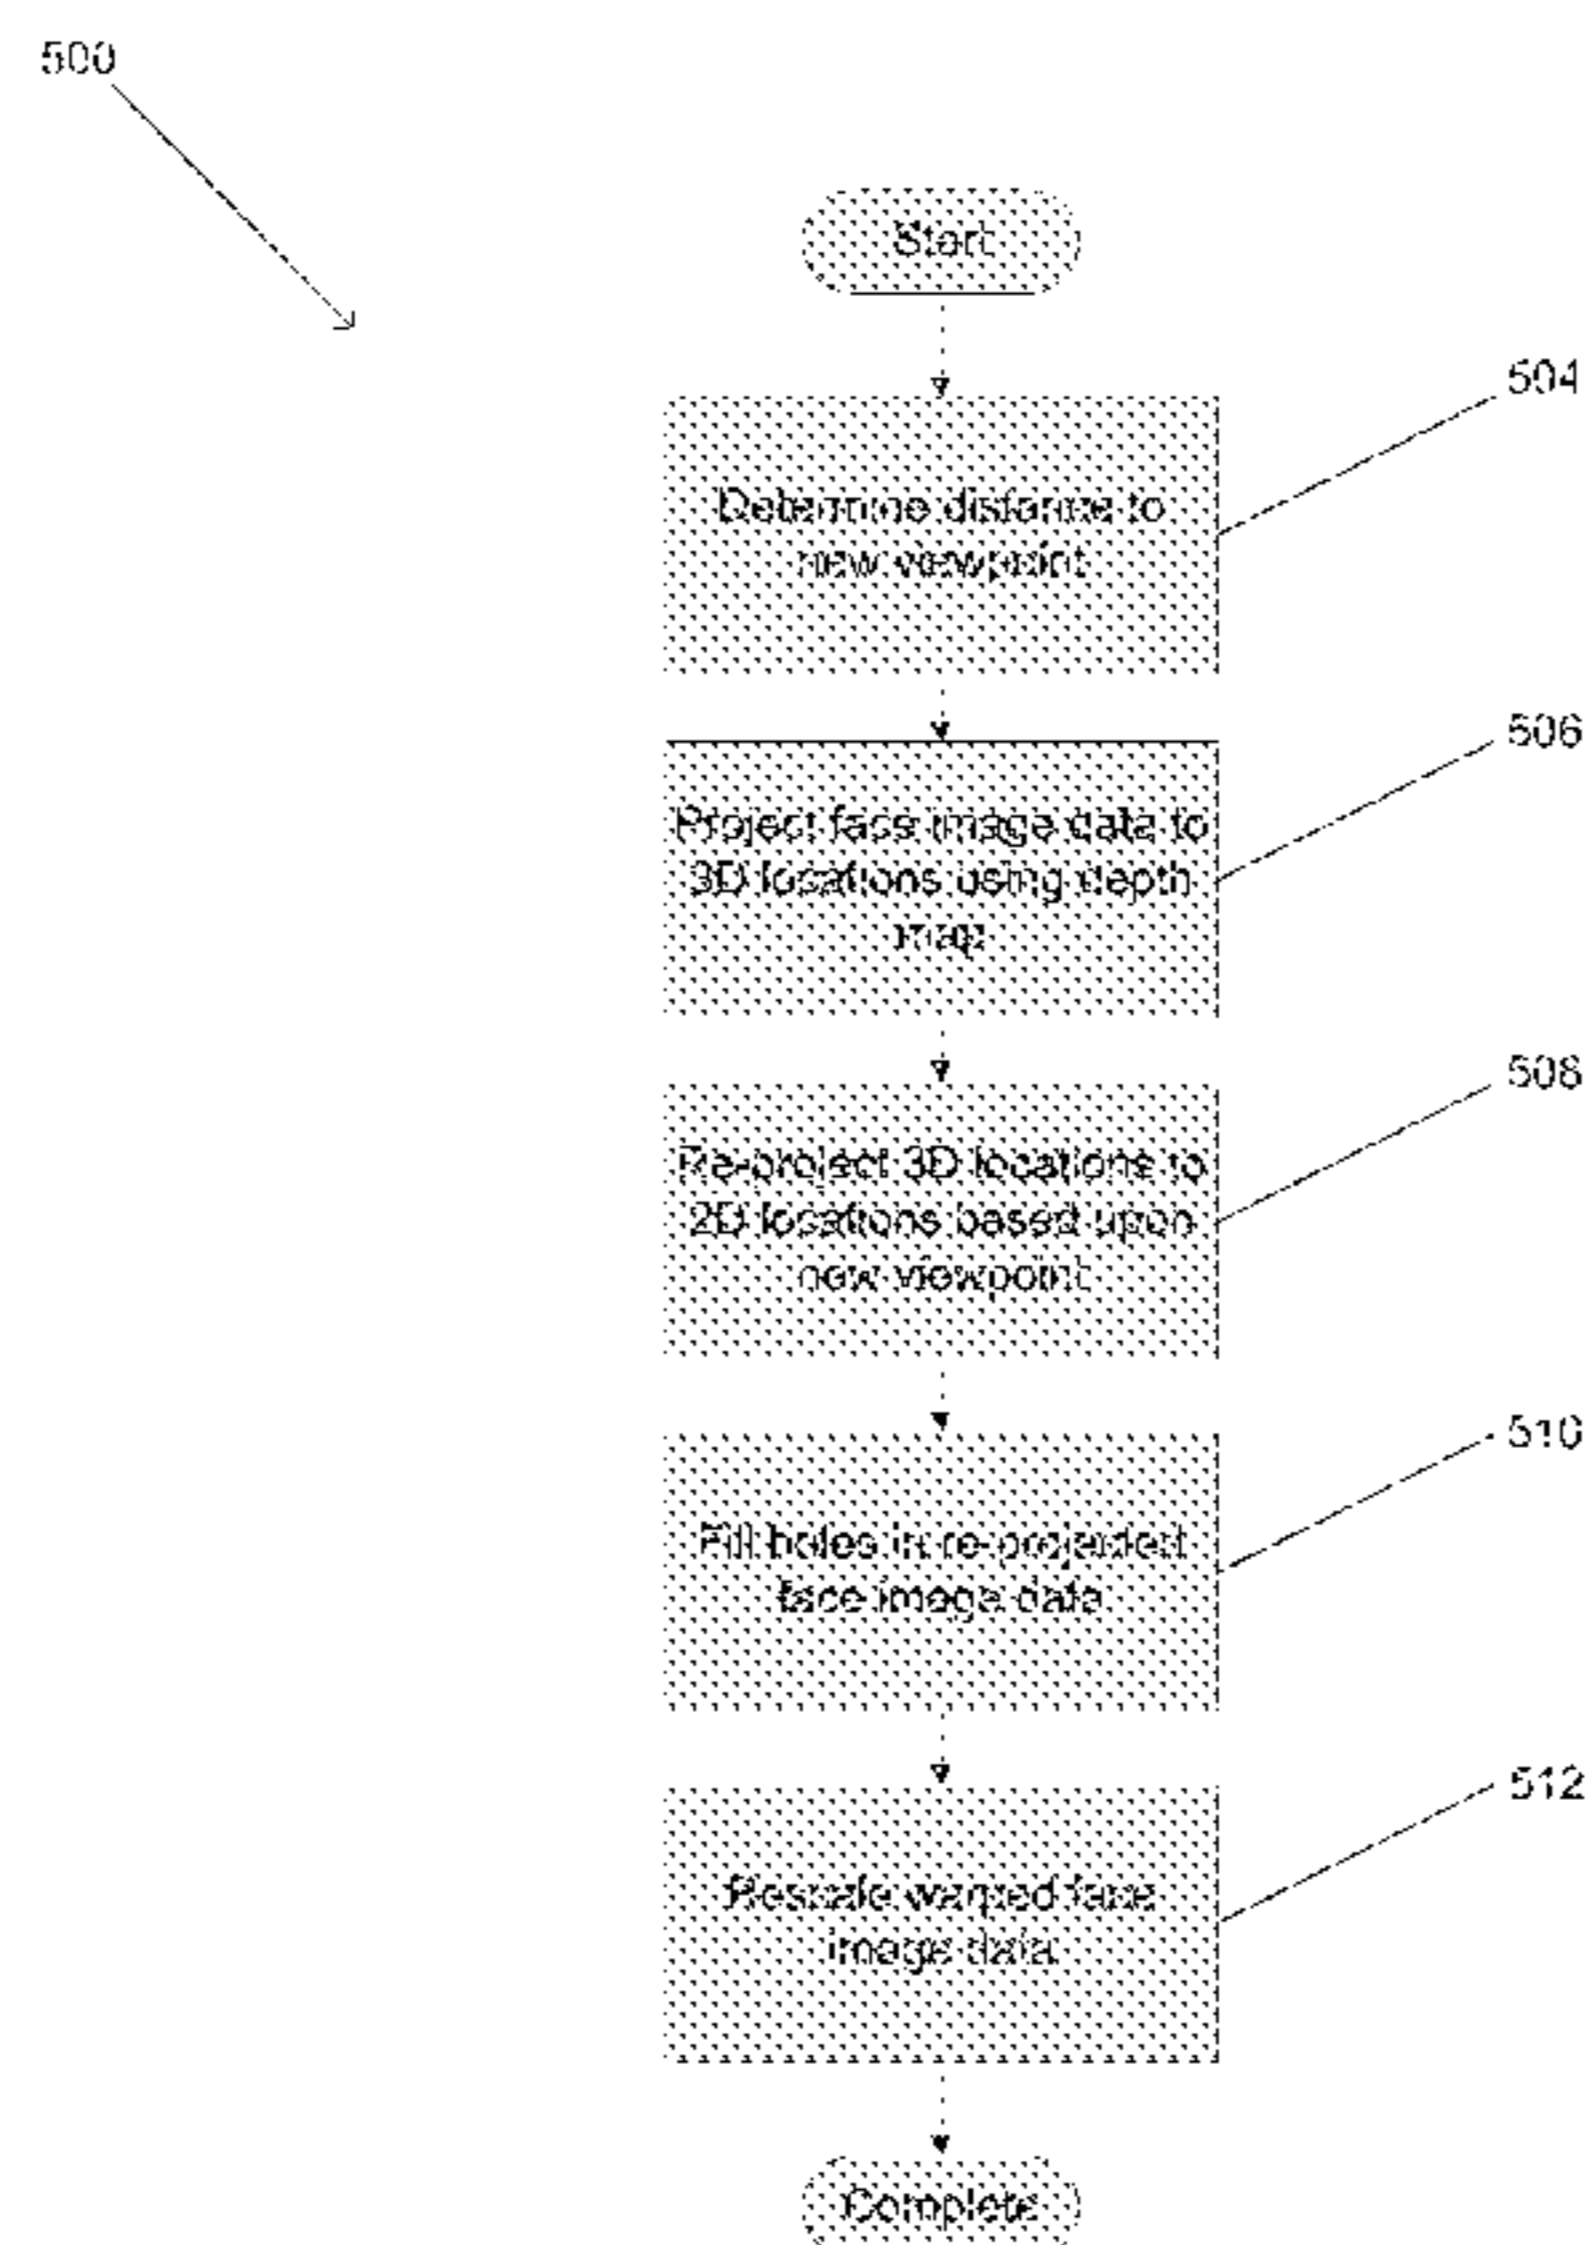 500
Start
504
Determine distance to
new viewpoint
506
Project face image data to
3D locations using depth
map
508
Re-project 3D locations to
2D locations based upon
new viewpoint
510
Fill holes in re-projected
face image data
512
Rescale warped face
image data
Complete